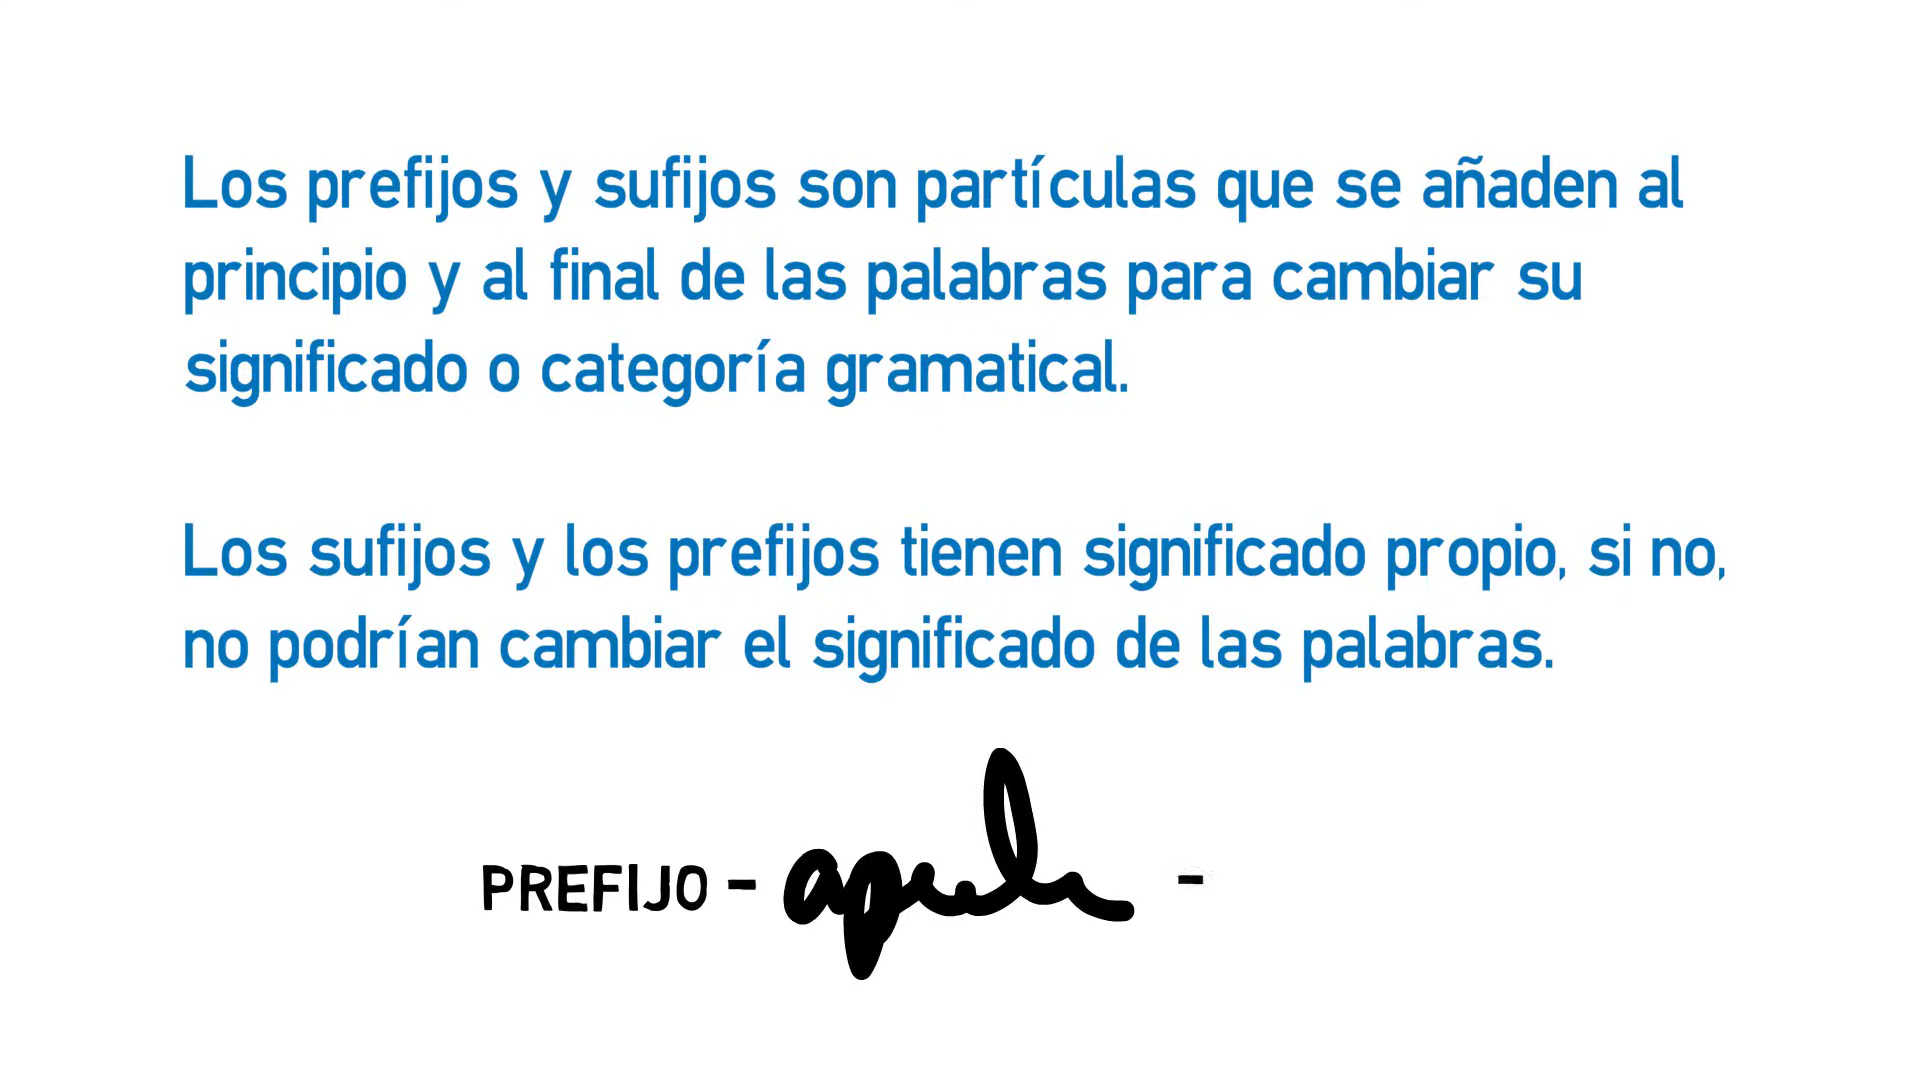 Los prefijos y sufijos son partículas que se añaden al
principio y al final de las palabras para cambiar su
significado o categoría gramatical.
Los sufijos y los prefijos tienen significado propio, si no,
no podrían cambiar el significado de las palabras.
PREFIJO - -